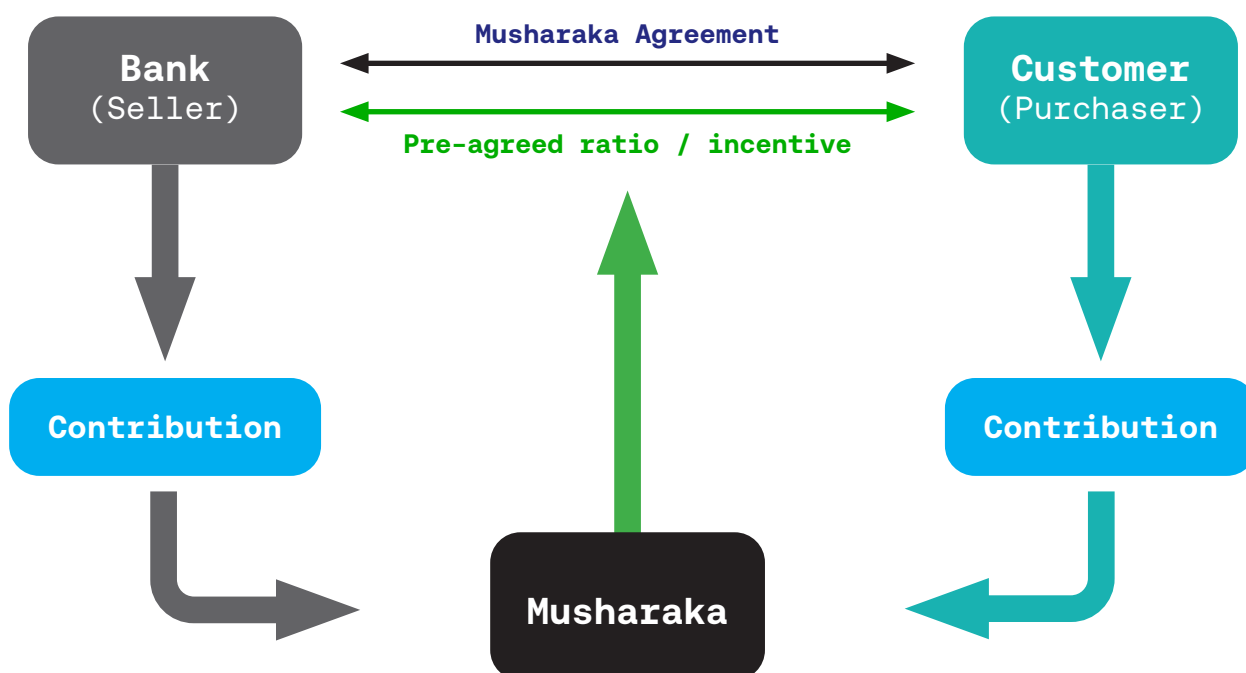 Musharaka Agreement
Bank
(Seller)
Customer
(Purchaser)
Pre-agreed ratio / incentive
Contribution
Contribution
Musharaka